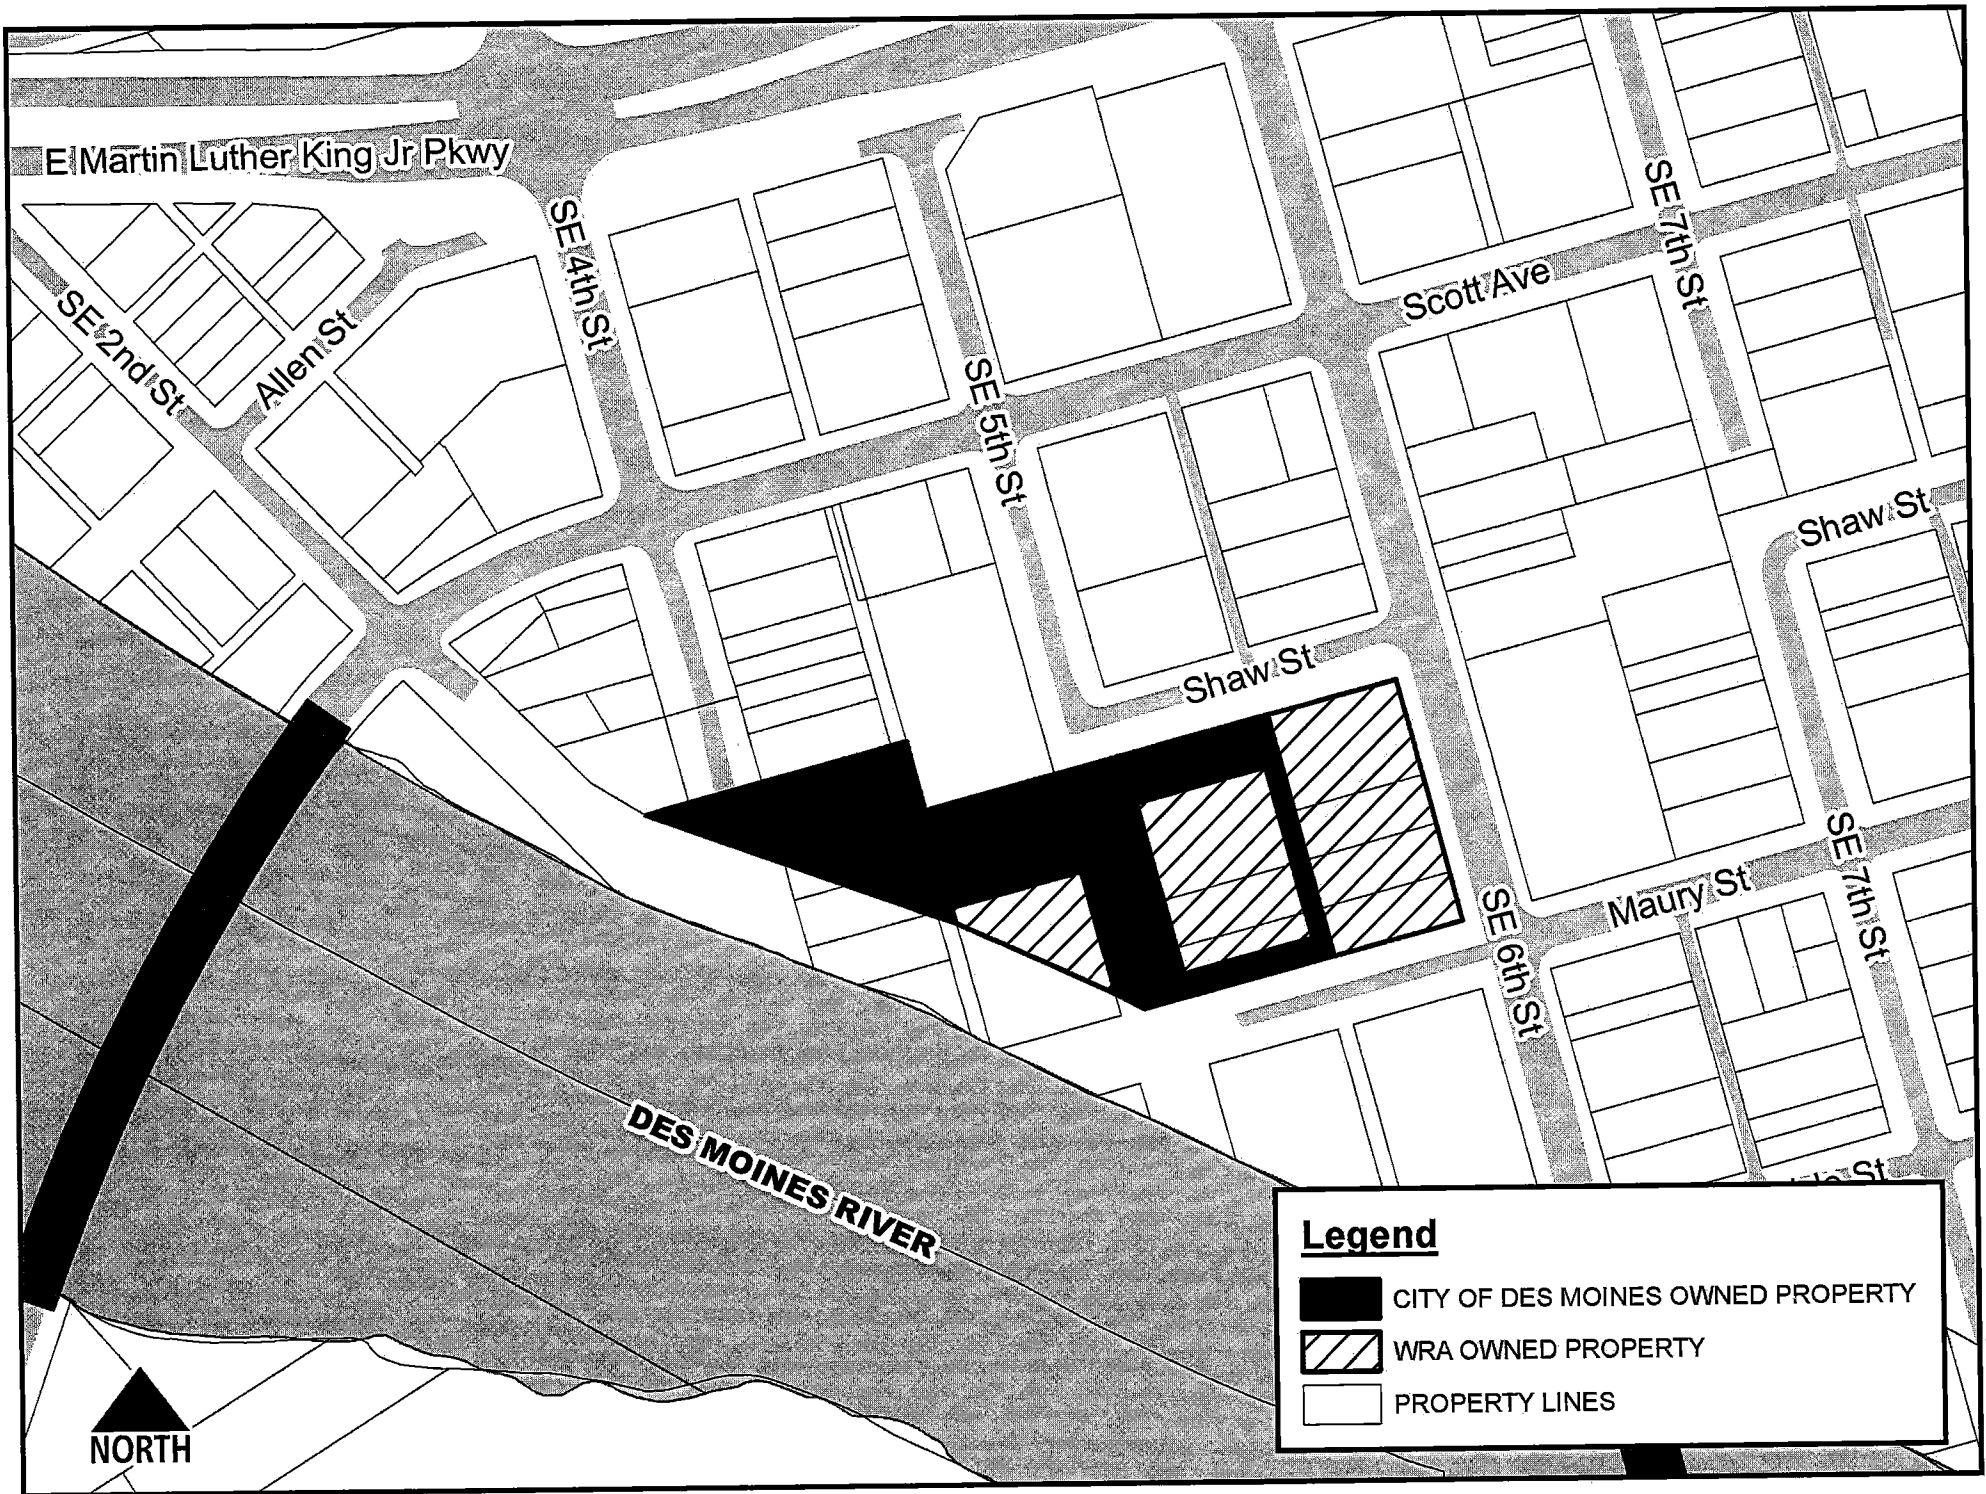 E Martin Luther King Jr Pkwy
SE 4th St
SE 7th St
Scott Ave
SE 2nd St
Allen St
SE 5th St
Shaw St
Shaw St
SE 7th St
Maury St
SE 6th St
DES MOINES RIVER
St
Legend
CITY OF DES MOINES OWNED PROPERTY
WRA OWNED PROPERTY
PROPERTY LINES
NORTH